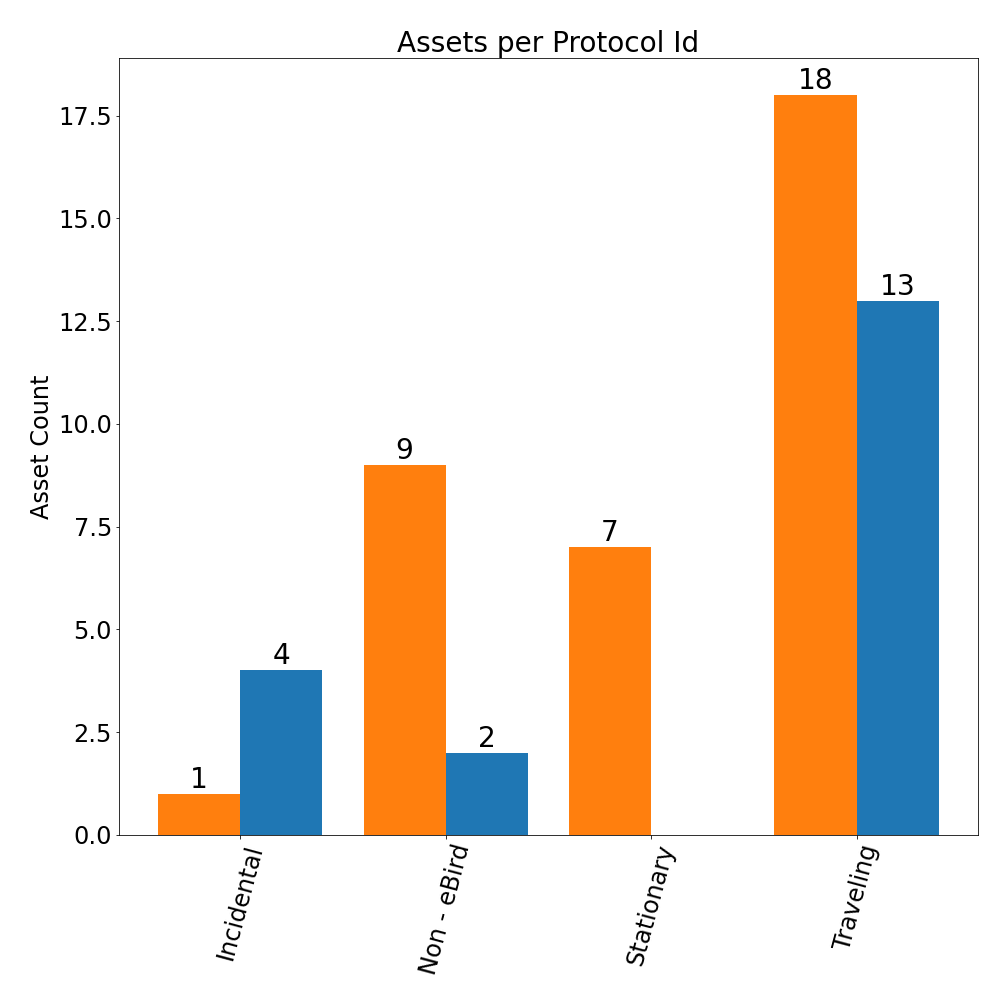 Assets per Protocol Id
Asset Count
17.5
15.0
12.5
10.0
7.5
5.0
2.5
0.0
1
4
9
2
7
18
13
Incidental
Non - eBird
Stationary
Traveling